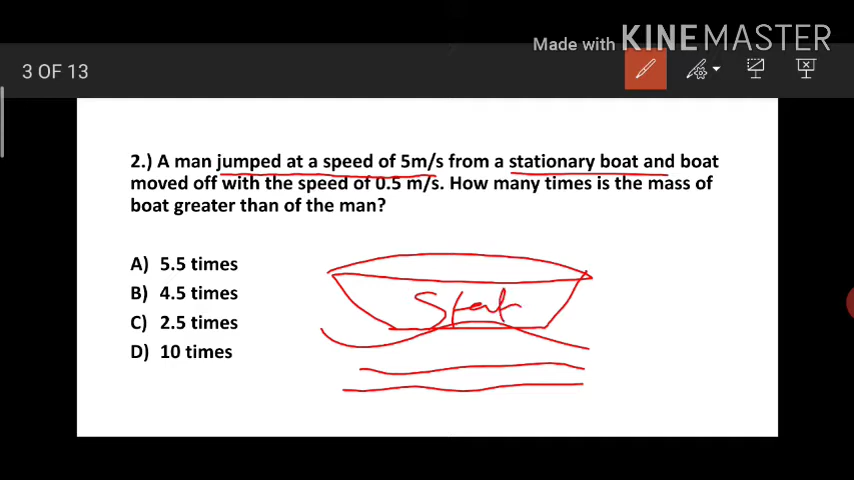 Made with KINEMASTER
3 OF 13
2.) A man jumped at a speed of 5m/s from a stationary boat and boat
moved off with the speed of 0.5 m/s. How many times is the mass of
boat greater than of the man?
A) 5.5 times
B) 4.5 times
C) 2.5 times
D) 10 times
Stat